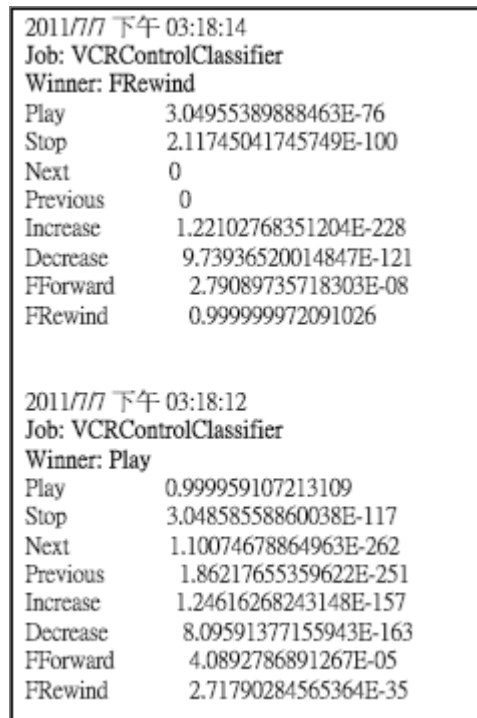 2011/7/7 下午 03:18:14
Job: VCRControlClassifier
Winner: FRewind
Play 3.04955389888463E-76
Stop 2.11745041745749E-100
Next 0
Previous 0
Increase 1.22102768351204E-228
Decrease 9.73936520014847E-121
FForward 2.79089735718303E-08
FRewind 0.999999972091026
2011/7/7 下午 03:18:12
Job: VCRControlClassifier
Winner: Play
Play 0.999959107213109
Stop 3.04858558860038E-117
Next 1.10074678864963E-262
Previous 1.86217655359622E-251
Increase 1.24616268243148E-157
Decrease 8.09591377155943E-163
FForward 4.0892786891267E-05
FRewind 2.71790284565364E-35